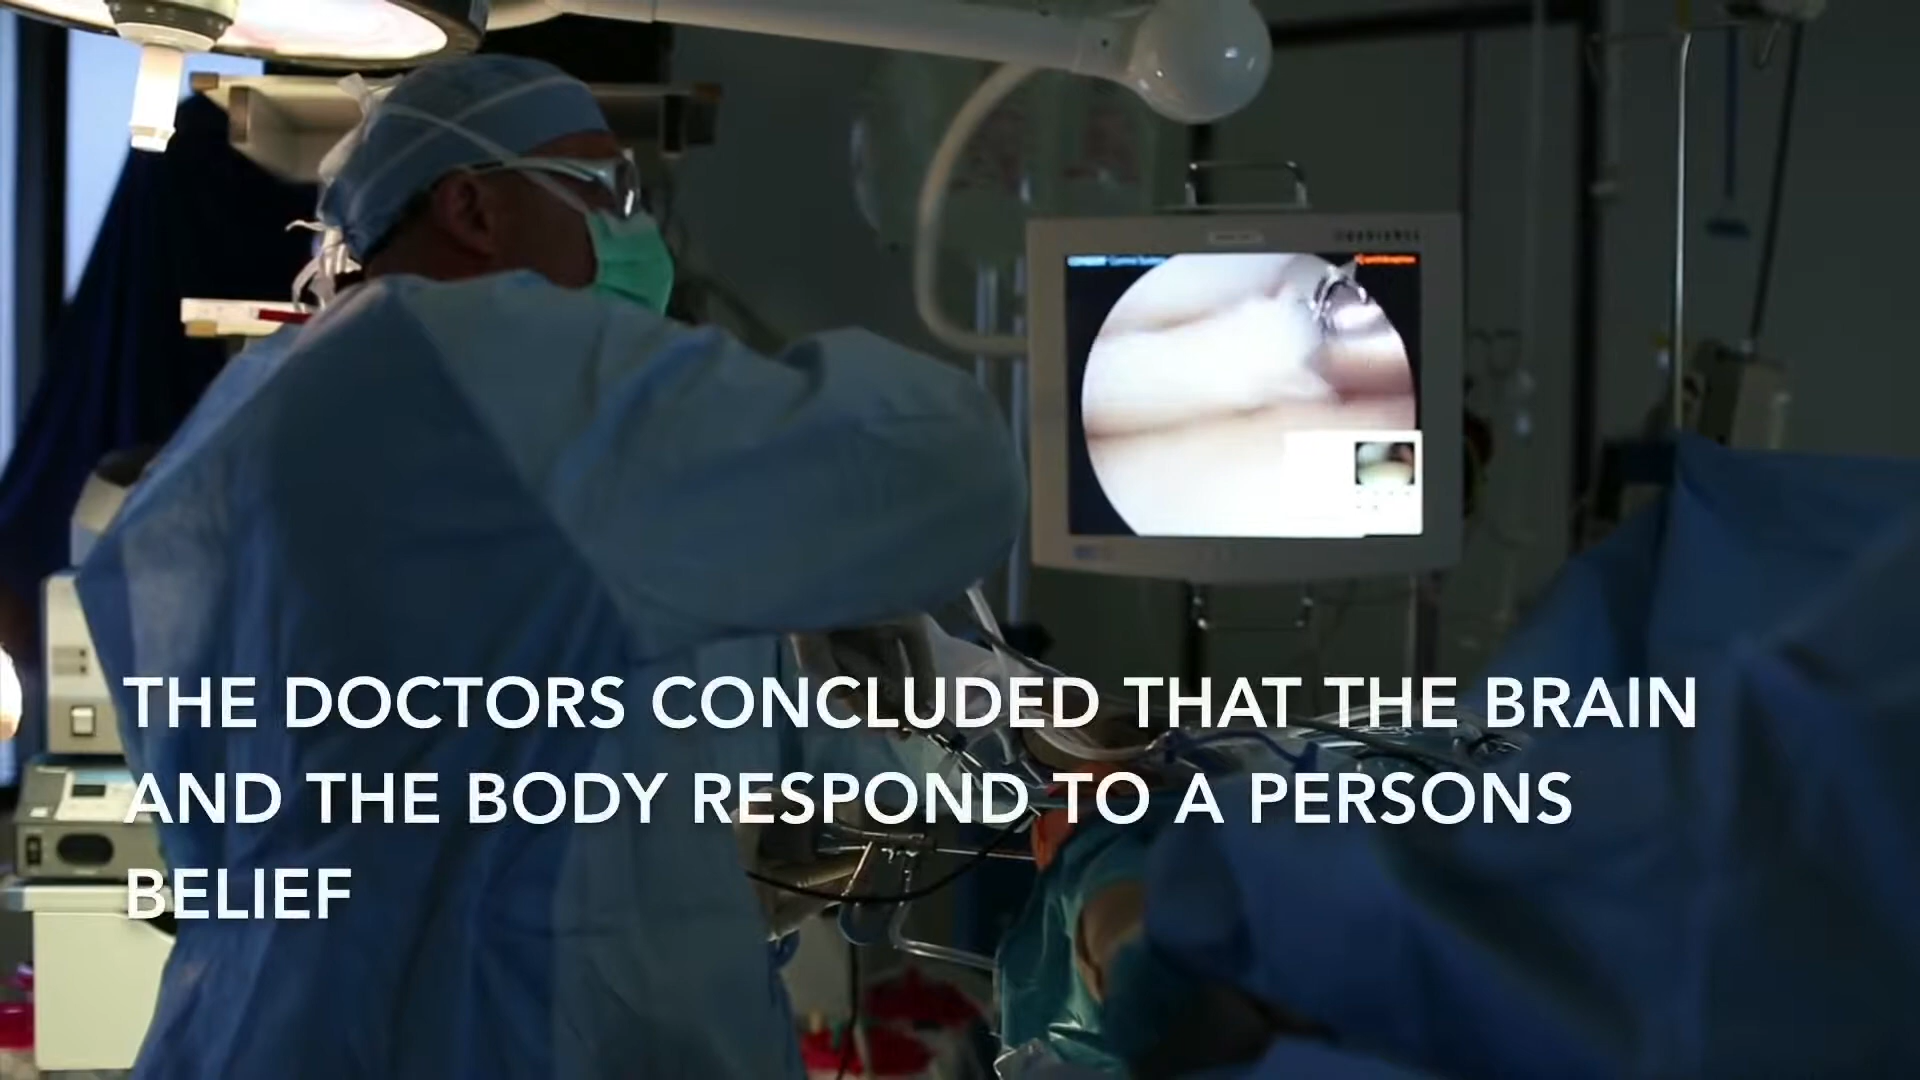 THE DOCTORS CONCLUDED THAT THE BRAIN
AND THE BODY RESPOND TO A PERSONS
BELIEF